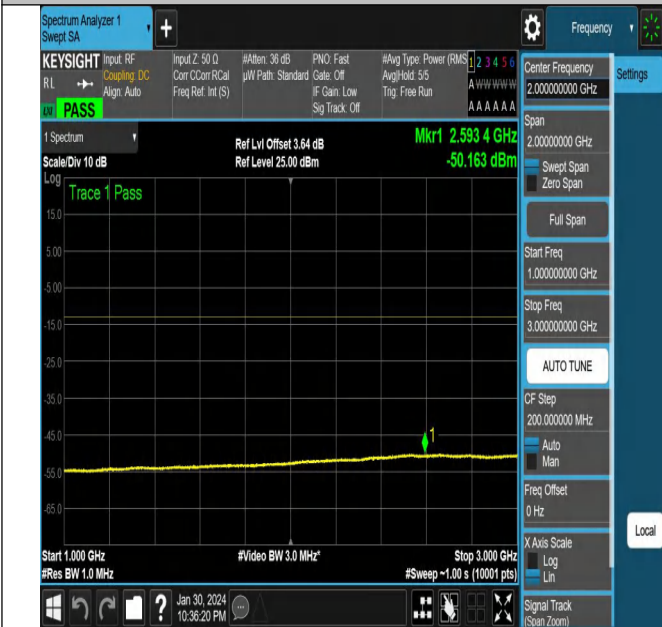 Spectrum Analyzer 1
Swept SA
Frequency
KEYSIGHT
RL
PASS
Input: RF
Coupling: DC
Align: Auto
Input Z: 50 Ω
Corr CCorr RCal
Freq Ref: Int (S)
#Atten: 36 dB
µW Path: Standard
PNO: Fast
Gate: Off
IF Gain: Low
Sig Track: Off
#Avg Type: Power (RMS
Avg|Hold: 5/5
Trig: Free Run
1 2 3 4 5 6
A W W W W W
A A A A A A
1 Spectrum
Scale/Div 10 dB
Log
Ref Lvl Offset 3.64 dB
Ref Level 25.00 dBm
Mkr1 2.593 4 GHz
-50.163 dBm
Trace 1 Pass
15.0
5.00
-5.00
-15.0
-25.0
-35.0
-45.0
-55.0
-65.0
1
Start 1.000 GHz
#Res BW 1.0 MHz
#Video BW 3.0 MHz*
Stop 3.000 GHz
#Sweep ~1.00 s (10001 pts)
Jan 30, 2024
10:36:20 PM
Center Frequency
2.00000000 GHz
Settings
Span
2.00000000 GHz
Swept Span
Zero Span
Full Span
Start Freq
1.000000000 GHz
Stop Freq
3.000000000 GHz
AUTO TUNE
CF Step
200.000000 MHz
Auto
Man
Freq Offset
0 Hz
X Axis Scale
Log
Lin
Local
Signal Track
(Span Zoom)